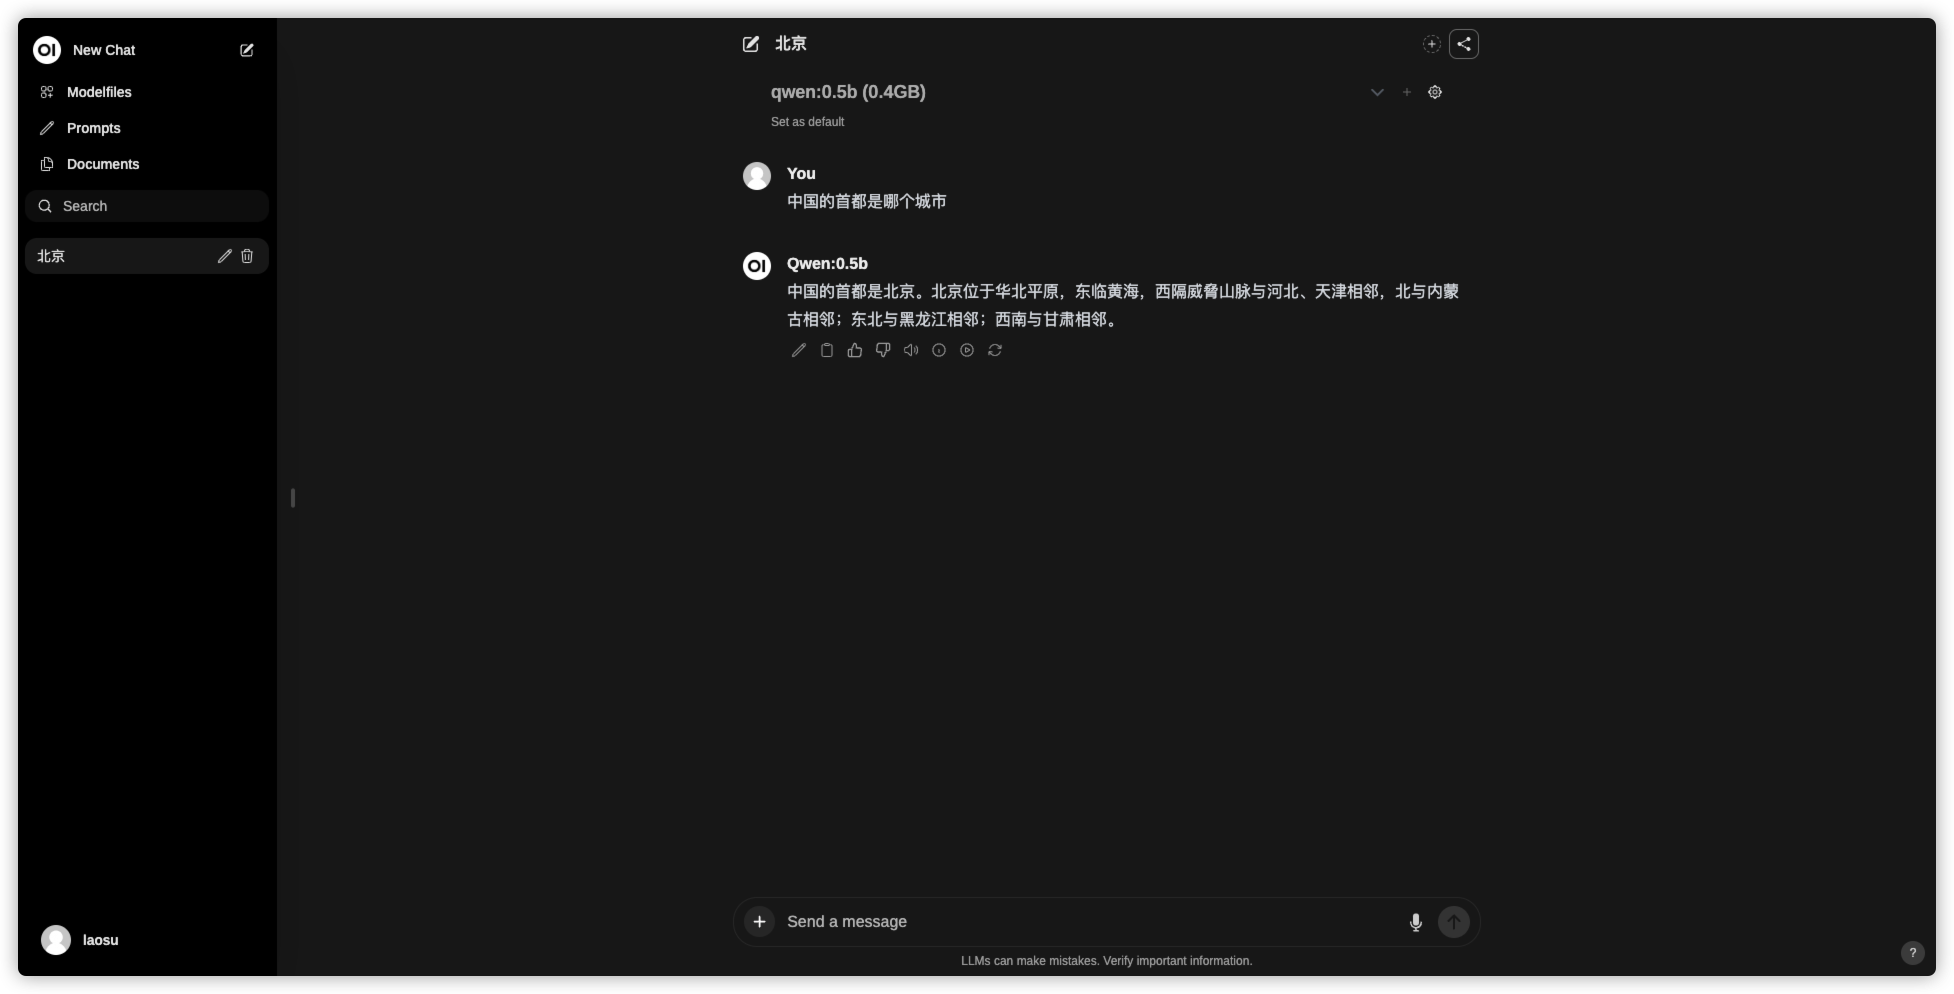 OI New Chat
Modelfiles
Prompts
Documents
Search
北京
laosu
北京
qwen:0.5b (0.4GB)
Set as default
You
中国的首都是哪个城市
OI Qwen:0.5b
中国的首都是北京。北京位于华北平原，东临黄海，西隔威脅山脉与河北、天津相邻，北与内蒙
古相邻；东北与黑龙江相邻；西南与甘肃相邻。
Send a message
LLMs can make mistakes. Verify important information.
?